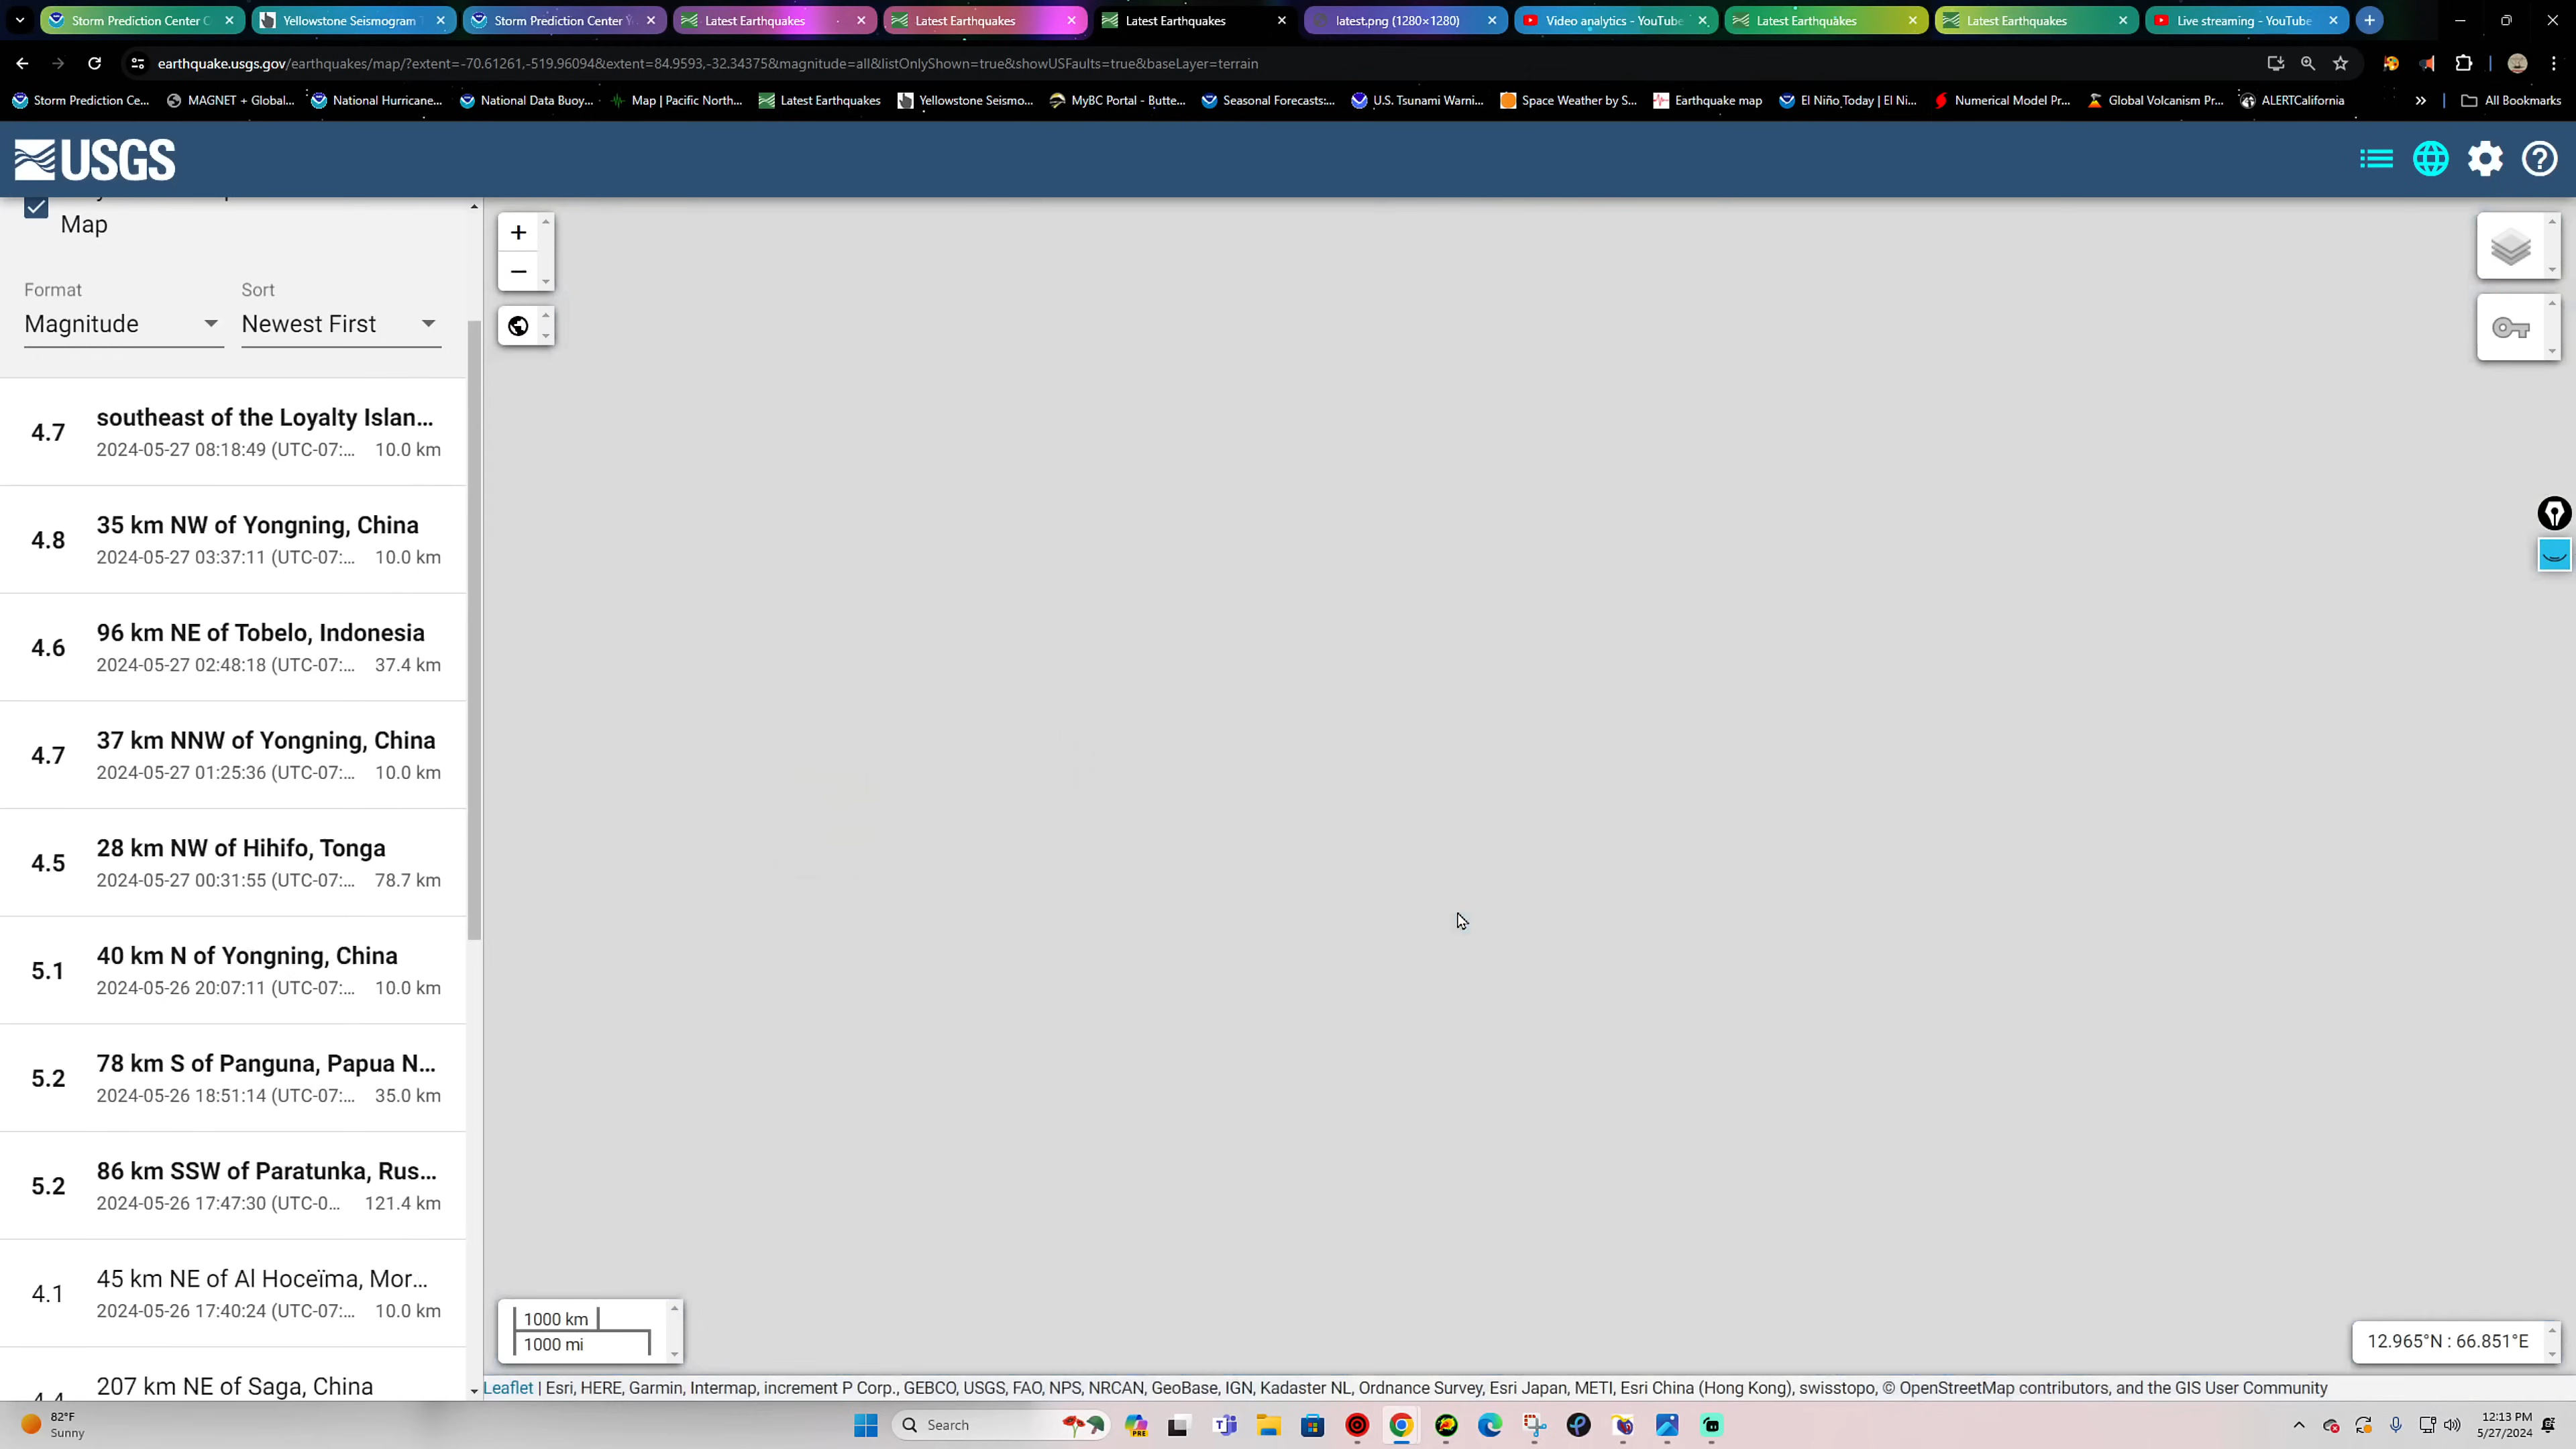 Storm Prediction Center C
Yellowstone Seismogram
Storm Prediction Center
Latest Earthquakes
Latest Earthquakes
Latest Earthquakes
latest.png (1280×1280)
Video analytics - YouTube
Latest Earthquakes
Latest Earthquakes
Live streaming - YouTube
earthquake.usgs.gov/earthquakes/map/?extent=-70.61261,-519.96094&extent=84.9593,-32.34375&magnitude=all&listOnlyShown=true&showUSFaults=true&baseLayer=terrain
Storm Prediction Ce...
MAGNET + Global...
National Hurricane...
National Data Buoy...
Map | Pacific North...
Latest Earthquakes
Yellowstone Seismo...
MyBC Portal - Butte...
Seasonal Forecasts:...
U.S. Tsunami Warni...
Space Weather by S...
Earthquake map
El Niño Today | El Ni...
Numerical Model Pr...
Global Volcanism Pr...
ALERTCalifornia
All Bookmarks
USGS
Map
Format
Sort
Magnitude
Newest First
4.7
southeast of the Loyalty Islan...
2024-05-27 08:18:49 (UTC-07:... 10.0 km
4.8
35 km NW of Yongning, China
2024-05-27 03:37:11 (UTC-07:... 10.0 km
4.6
96 km NE of Tobelo, Indonesia
2024-05-27 02:48:18 (UTC-07:... 37.4 km
4.7
37 km NNW of Yongning, China
2024-05-27 01:25:36 (UTC-07:... 10.0 km
4.5
28 km NW of Hihifo, Tonga
2024-05-27 00:31:55 (UTC-07:... 78.7 km
5.1
40 km N of Yongning, China
2024-05-26 20:07:11 (UTC-07:... 10.0 km
5.2
78 km S of Panguna, Papua N...
2024-05-26 18:51:14 (UTC-07:... 35.0 km
5.2
86 km SSW of Paratunka, Rus...
2024-05-26 17:47:30 (UTC-0... 121.4 km
4.1
45 km NE of Al Hoceïma, Mor...
2024-05-26 17:40:24 (UTC-07:... 10.0 km
4.4
207 km NE of Saga, China
1000 km
1000 mi
12.965°N : 66.851°E
Leaflet | Esri, HERE, Garmin, Intermap, increment P Corp., GEBCO, USGS, FAO, NPS, NRCAN, GeoBase, IGN, Kadaster NL, Ordnance Survey, Esri Japan, METI, Esri China (Hong Kong), swisstopo, © OpenStreetMap contributors, and the GIS User Community
82°F
Sunny
Search
PRE
12:13 PM
5/27/2024